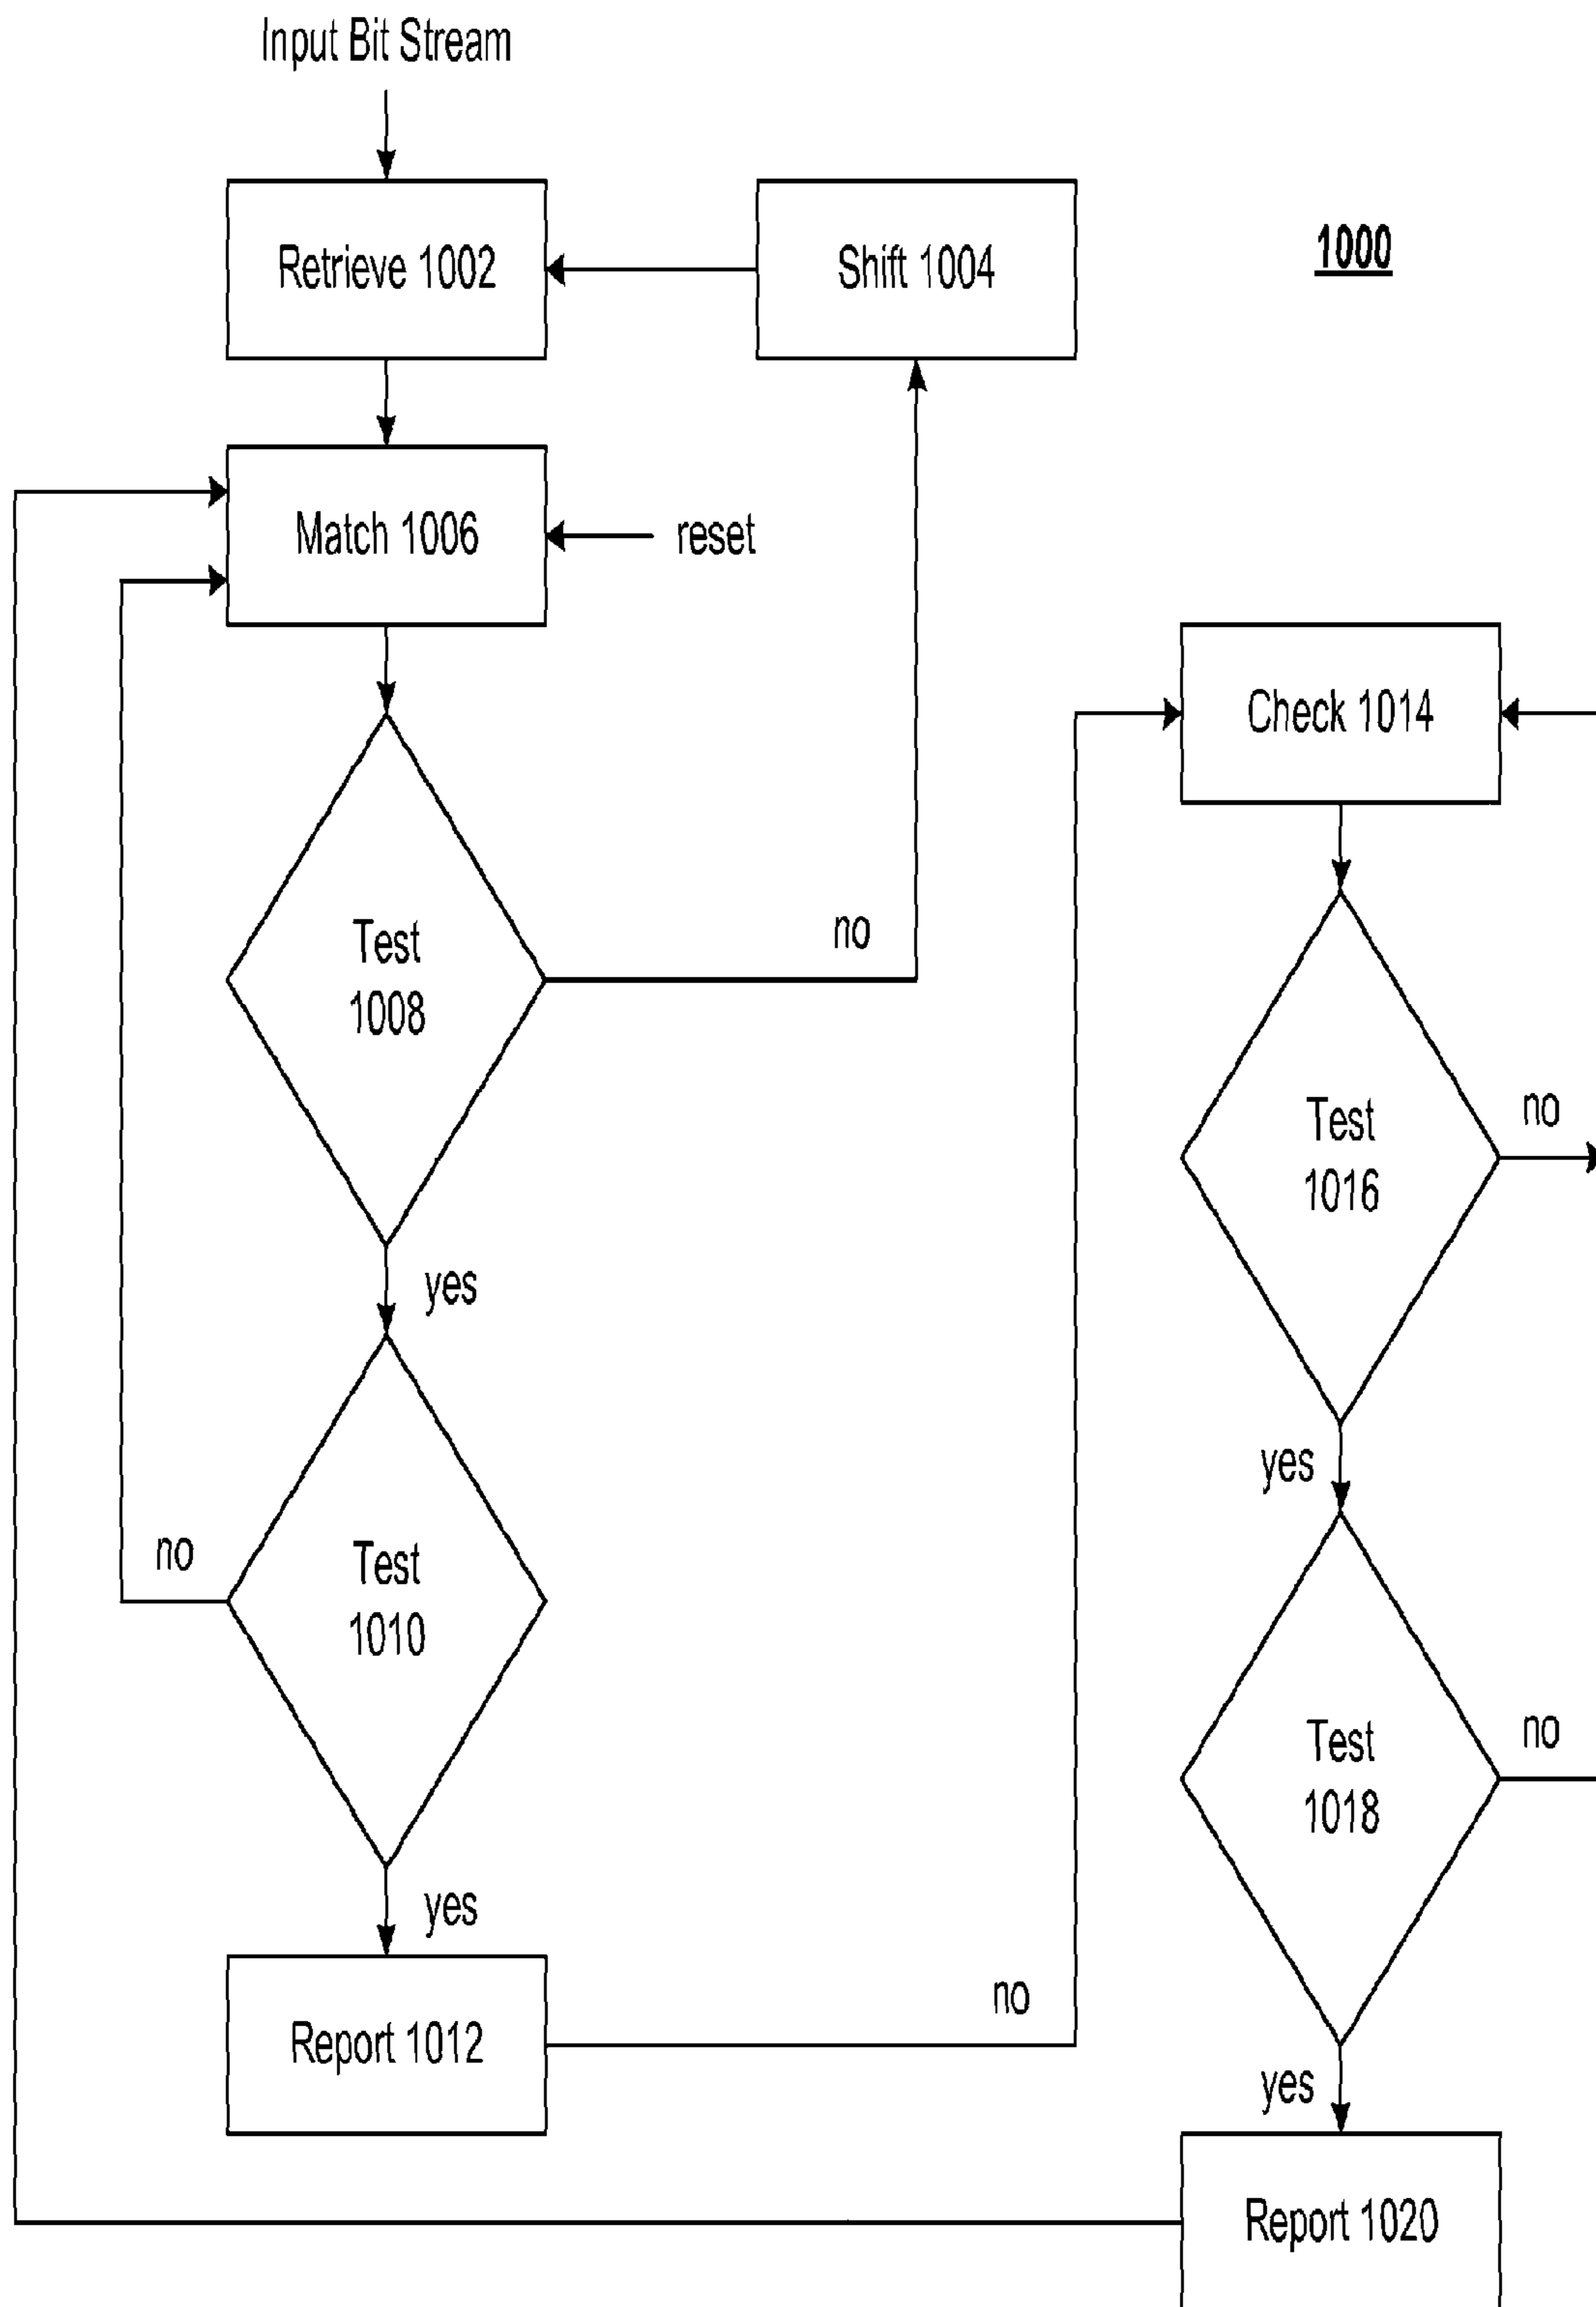 Input Bit Stream
Retrieve 1002
Shift 1004
1000
Match 1006
reset
Check 1014
Test
1008
no
Test
1016
no
yes
yes
Test
1010
no
Test
1018
no
yes
Report 1012
no
yes
Report 1020